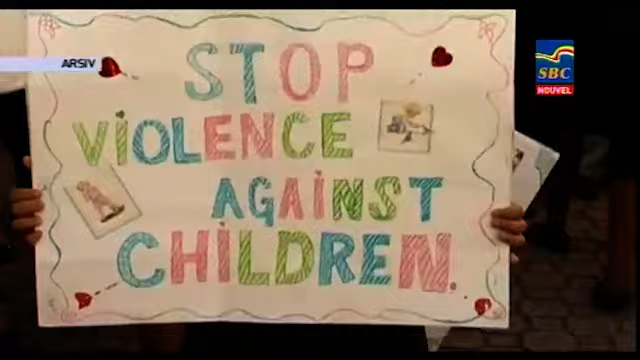 ARSIV
STOP
VIOLENCE
AGAINST
CHILDREN.
SBC
NOUVEL